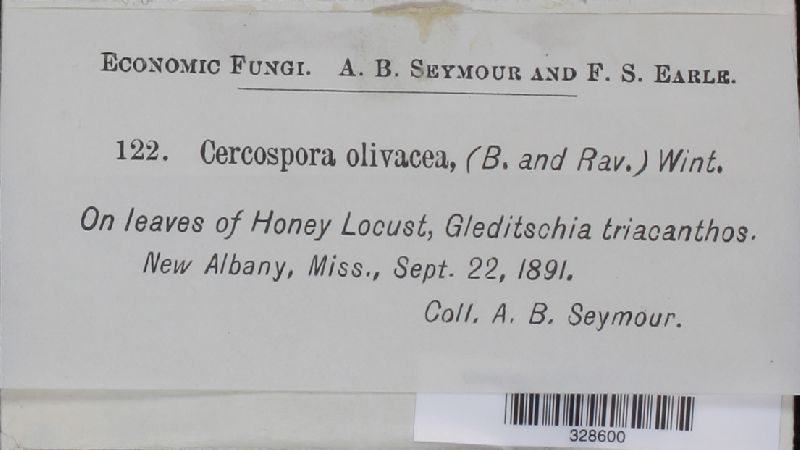 Economic Fungi. A. B. Seymour and F. S. Earle.
122. Cercospora olivacea, (B. and Rav.) Wint.
On leaves of Honey Locust, Gleditschia triacanthos.
New Albany, Miss., Sept. 22, 1891.
Coll. A. B. Seymour.
328600